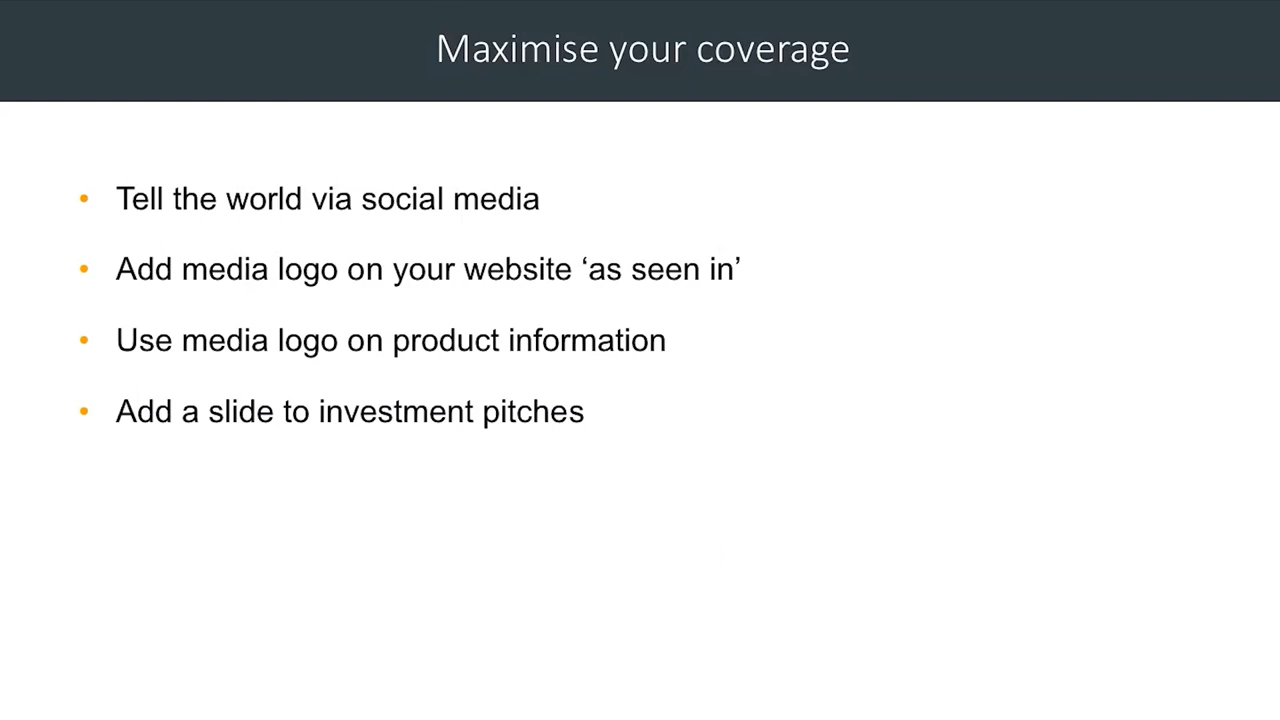 Maximise your coverage
• Tell the world via social media
• Add media logo on your website ‘as seen in’
• Use media logo on product information
• Add a slide to investment pitches